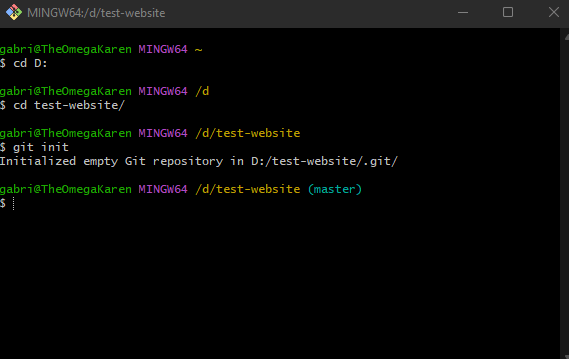 MINGW64:/d/test-website
gabri@TheOmegaKaren MINGW64 ~
$ cd D:
gabri@TheOmegaKaren MINGW64 /d
$ cd test-website/
gabri@TheOmegaKaren MINGW64 /d/test-website
$ git init
Initialized empty Git repository in D:/test-website/.git/
gabri@TheOmegaKaren MINGW64 /d/test-website (master)
$